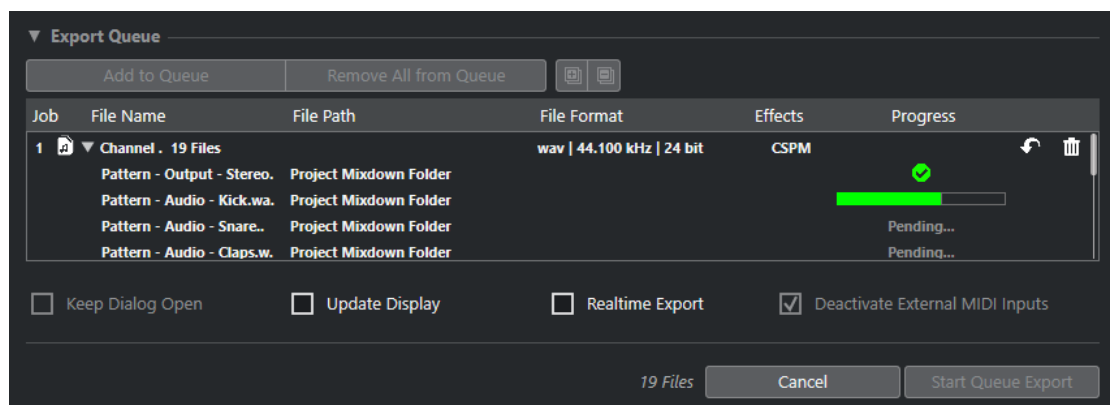 Export Queue
Add to Queue Remove All from Queue
Job File Name File Path File Format Effects Progress
1 Channel . 19 Files wav | 44.100 kHz | 24 bit CSPM
Pattern - Output - Stereo. Project Mixdown Folder
Pattern - Audio - Kick.wa. Project Mixdown Folder
Pattern - Audio - Snare.. Project Mixdown Folder Pending...
Pattern - Audio - Claps.w. Project Mixdown Folder Pending...
Keep Dialog Open Update Display Realtime Export Deactivate External MIDI Inputs
19 Files Cancel Start Queue Export